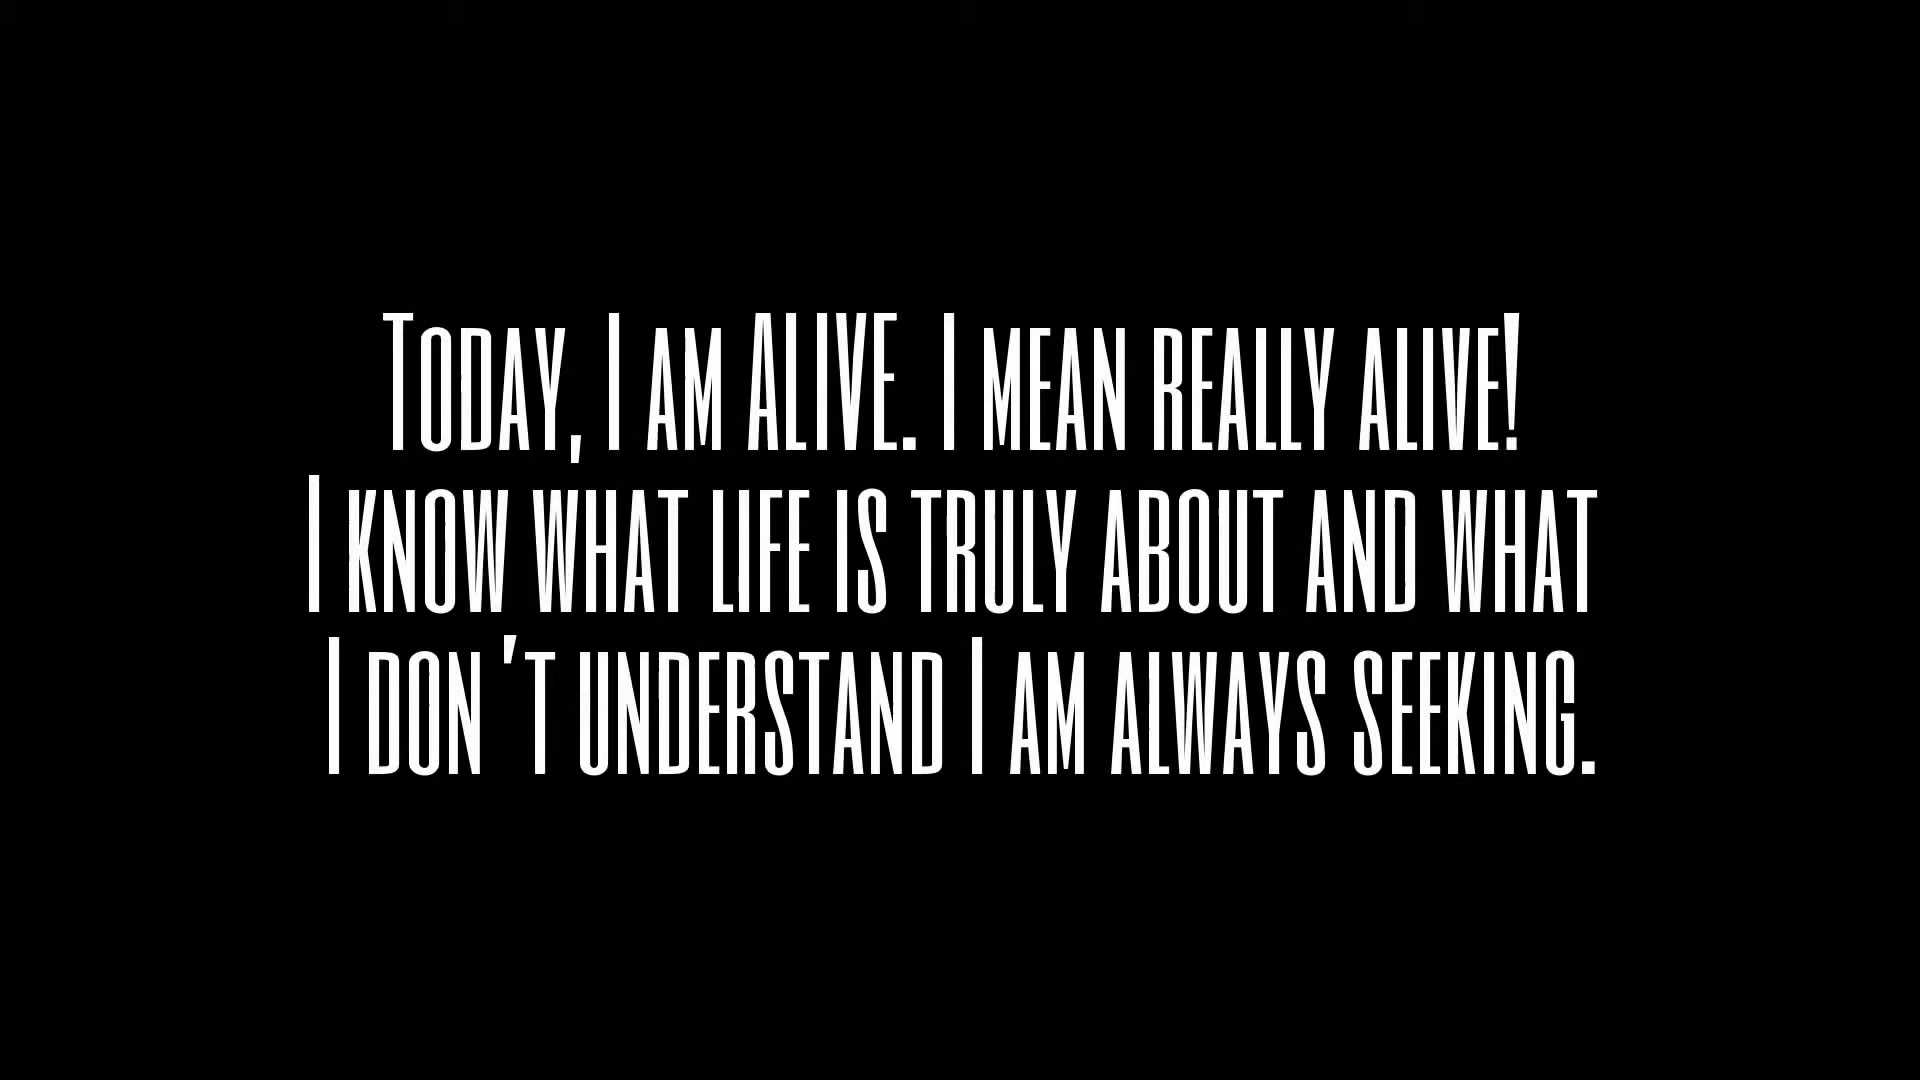 Today, I am ALIVE. I mean really alive!
I know what life is truly about and what
I don't understand I am always seeking.